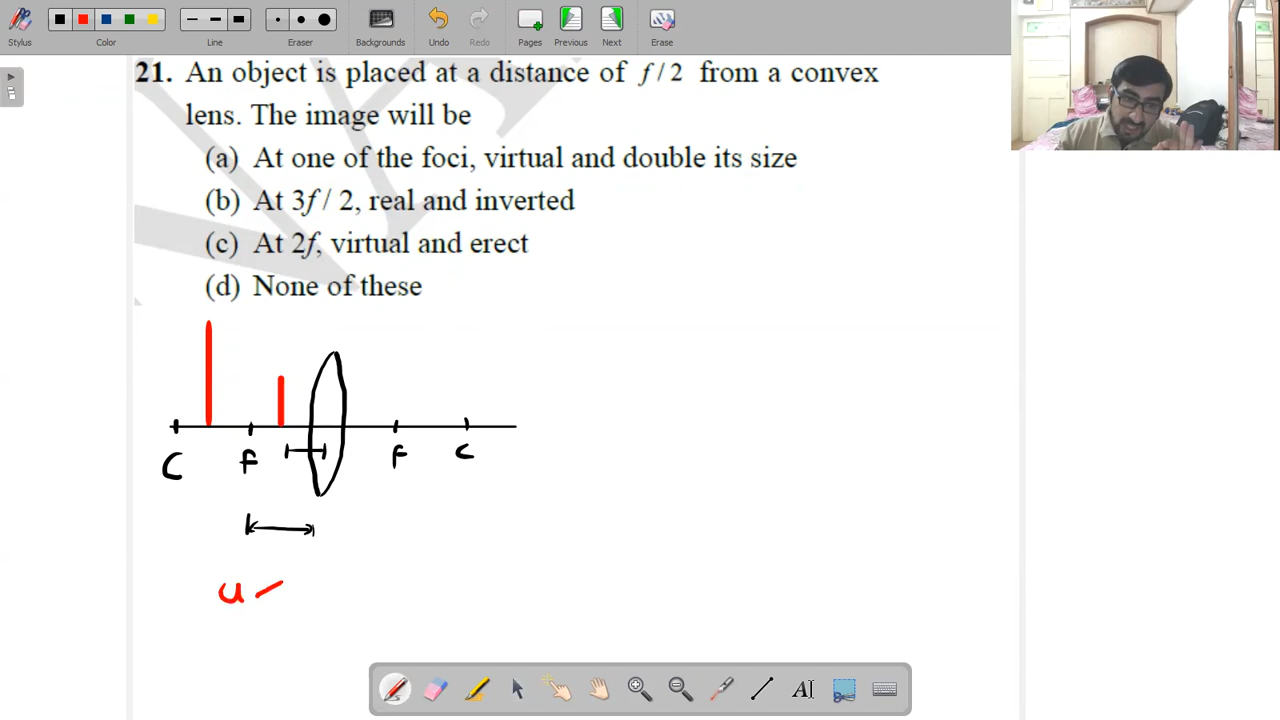 Stylus
Color
Line
Eraser
Backgrounds
Undo
Redo
Pages
Previous
Next
Erase
21. An object is placed at a distance of f / 2 from a convex
lens. The image will be
(a) At one of the foci, virtual and double its size
(b) At 3f / 2, real and inverted
(c) At 2f, virtual and erect
(d) None of these
C F F C
u